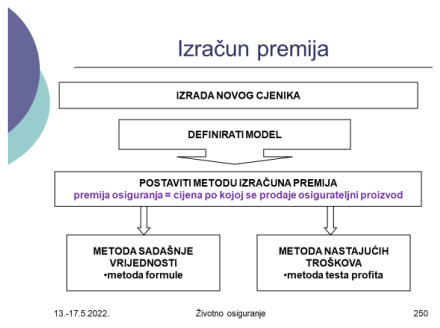 Izračun premija
IZRADA NOVOG CJENIKA
DEFINIRATI MODEL
POSTAVITI METODU IZRAČUNA PREMIJA
premija osiguranja = cijena po kojoj se prodaje osigurateljni proizvod
METODA SADAŠNJE
VRIJEDNOSTI
•metoda formule
METODA NASTAJUĆIH
TROŠKOVA
•metoda testa profita
13.-17.5.2022.
Životno osiguranje
250